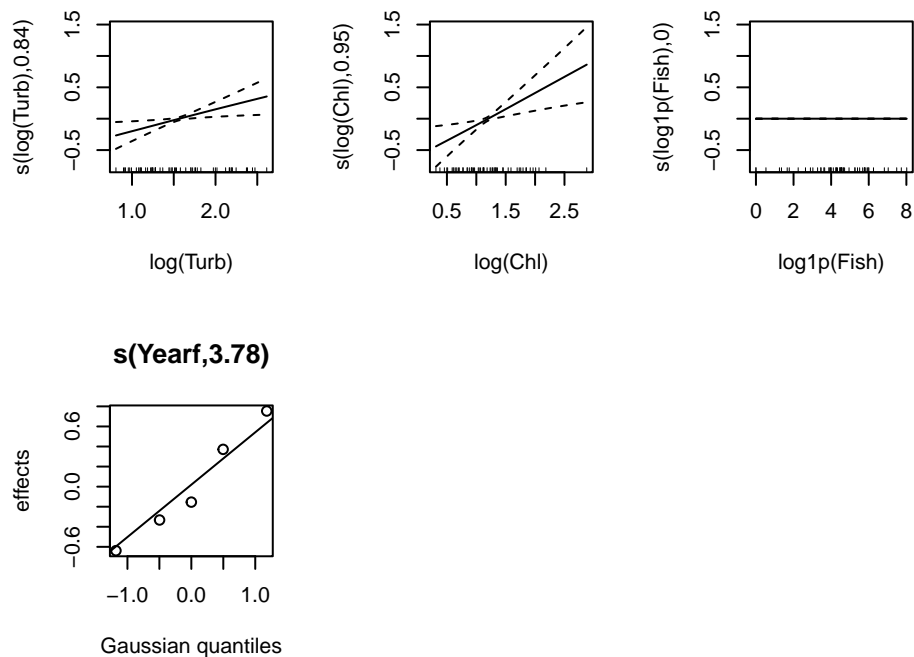 s(log(Turb),0.84)
−0.5 0.5 1.5
1.0 2.0
log(Turb)
s(log(Chl),0.95)
−0.5 0.5 1.5
0.5 1.5 2.5
log(Chl)
s(log1p(Fish),0)
−0.5 0.5 1.5
0 2 4 6 8
log1p(Fish)
s(Yearf,3.78)
effects
−0.6 0.0 0.6
−1.0 0.0 1.0
Gaussian quantiles